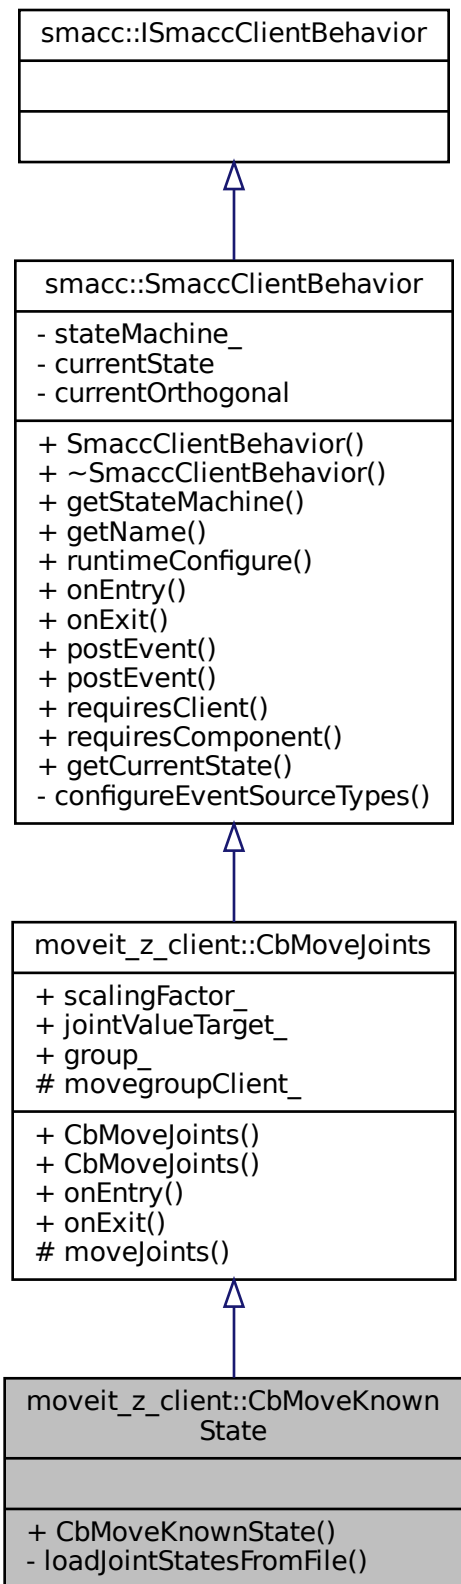 smacc::ISmaccClientBehavior
smacc::SmaccClientBehavior
- stateMachine_
- currentState
- currentOrthogonal
+ SmaccClientBehavior()
+ ~SmaccClientBehavior()
+ getStateMachine()
+ getName()
+ runtimeConfigure()
+ onEntry()
+ onExit()
+ postEvent()
+ postEvent()
+ requiresClient()
+ requiresComponent()
+ getCurrentState()
- configureEventSourceTypes()
moveit_z_client::CbMoveJoints
+ scalingFactor_
+ jointValueTarget_
+ group_
# movegroupClient_
+ CbMoveJoints()
+ CbMoveJoints()
+ onEntry()
+ onExit()
# moveJoints()
moveit_z_client::CbMoveKnown
State
+ CbMoveKnownState()
- loadJointStatesFromFile()